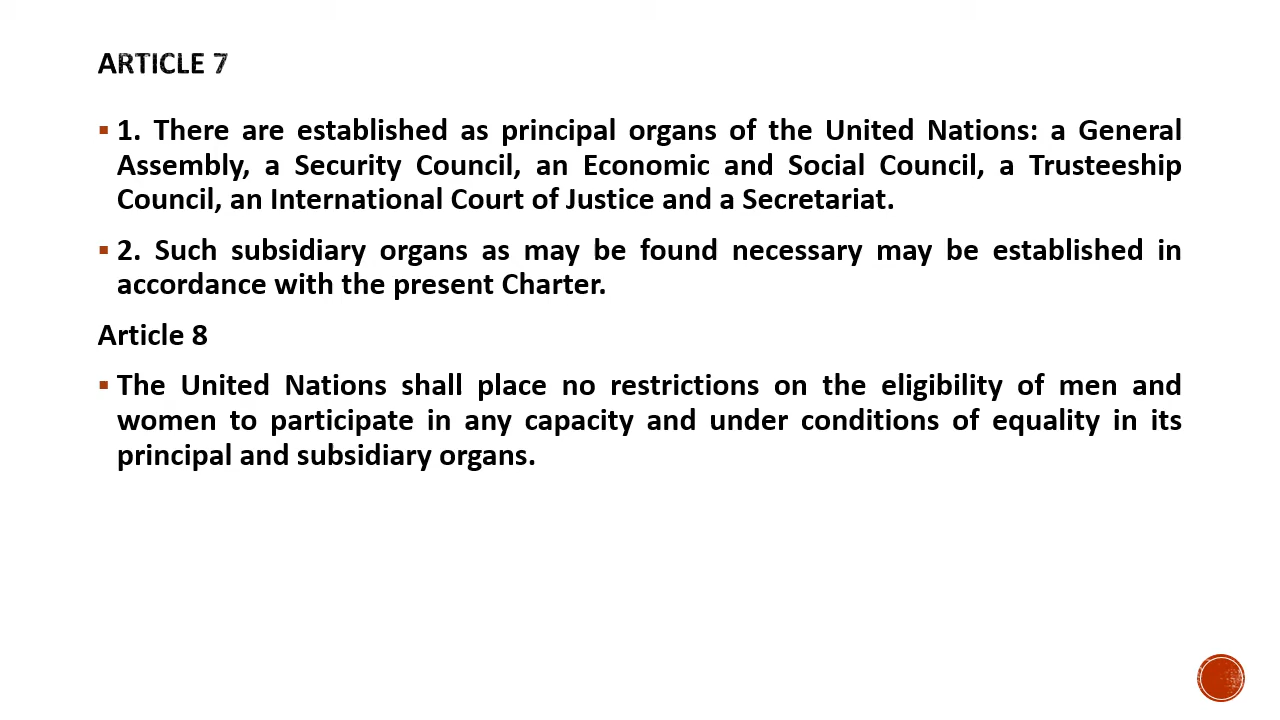 ARTICLE 7
▪ 1. There are established as principal organs of the United Nations: a General
Assembly, a Security Council, an Economic and Social Council, a Trusteeship
Council, an International Court of Justice and a Secretariat.
▪ 2. Such subsidiary organs as may be found necessary may be established in
accordance with the present Charter.
Article 8
▪ The United Nations shall place no restrictions on the eligibility of men and
women to participate in any capacity and under conditions of equality in its
principal and subsidiary organs.